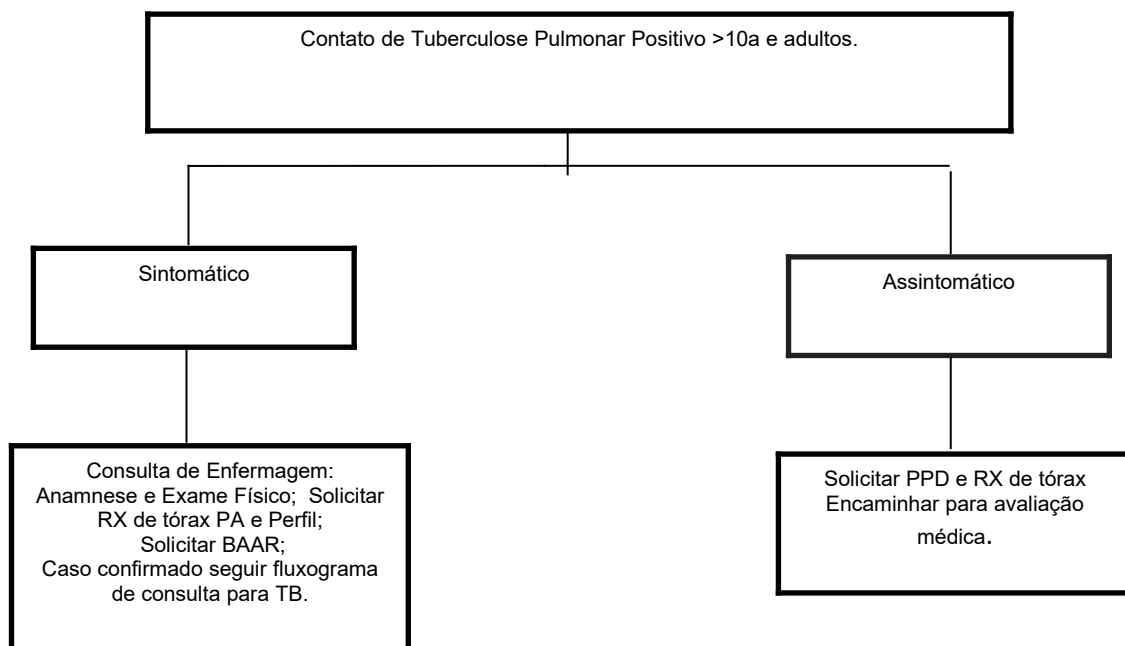 Contato de Tuberculose Pulmonar Positivo >10a e adultos.
Sintomático
Assintomático
Consulta de Enfermagem:
Anamnese e Exame Físico; Solicitar
RX de tórax PA e Perfil;
Solicitar BAAR;
Caso confirmado seguir fluxograma
de consulta para TB.
Solicitar PPD e RX de tórax
Encaminhar para avaliação
médica.